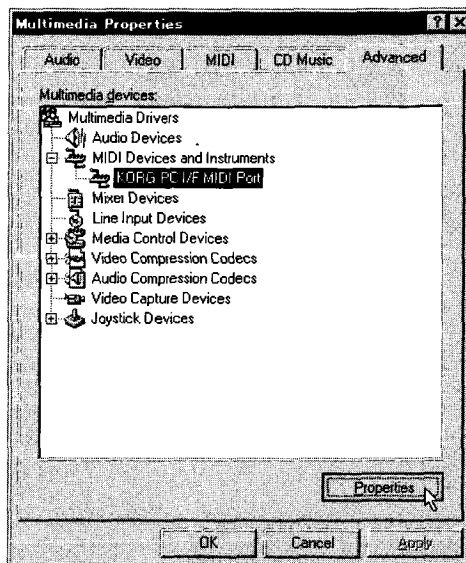 Multimedia Properties
Audio
Video
MIDI
CD Music
Advanced
Multimedia devices:
Multimedia Drivers
Audio Devices
MIDI Devices and Instruments
KORG PC I/F MIDI Port
Mixer Devices
Line Input Devices
Media Control Devices
Video Compression Codecs
Audio Compression Codecs
Video Capture Devices
Joystick Devices
Properties
OK
Cancel
Apply